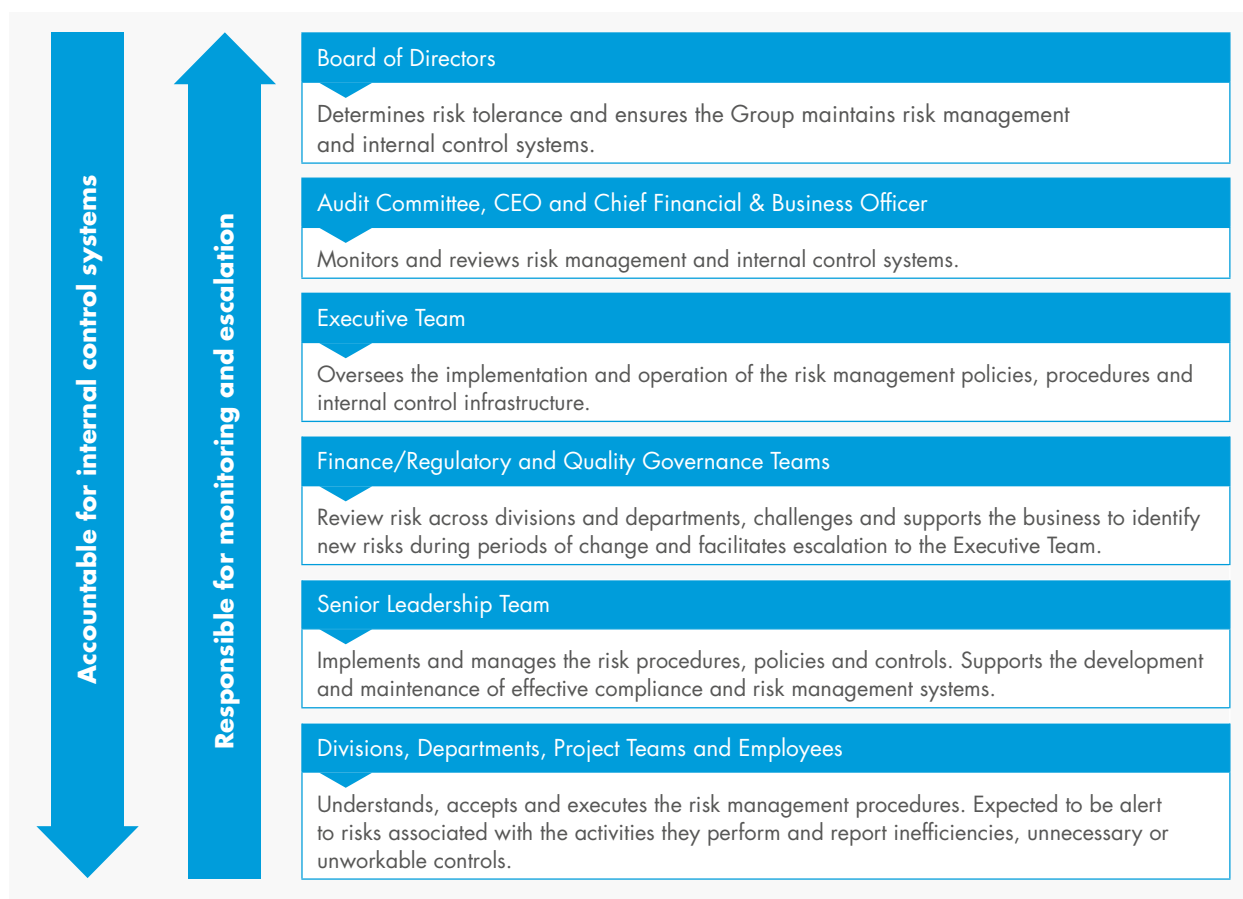 Accountable for internal control systems
Responsible for monitoring and escalation
Board of Directors
Determines risk tolerance and ensures the Group maintains risk management
and internal control systems.
Audit Committee, CEO and Chief Financial & Business Officer
Monitors and reviews risk management and internal control systems.
Executive Team
Oversees the implementation and operation of the risk management policies, procedures and
internal control infrastructure.
Finance/Regulatory and Quality Governance Teams
Review risk across divisions and departments, challenges and supports the business to identify
new risks during periods of change and facilitates escalation to the Executive Team.
Senior Leadership Team
Implements and manages the risk procedures, policies and controls. Supports the development
and maintenance of effective compliance and risk management systems.
Divisions, Departments, Project Teams and Employees
Understands, accepts and executes the risk management procedures. Expected to be alert
to risks associated with the activities they perform and report inefficiencies, unnecessary or
unworkable controls.